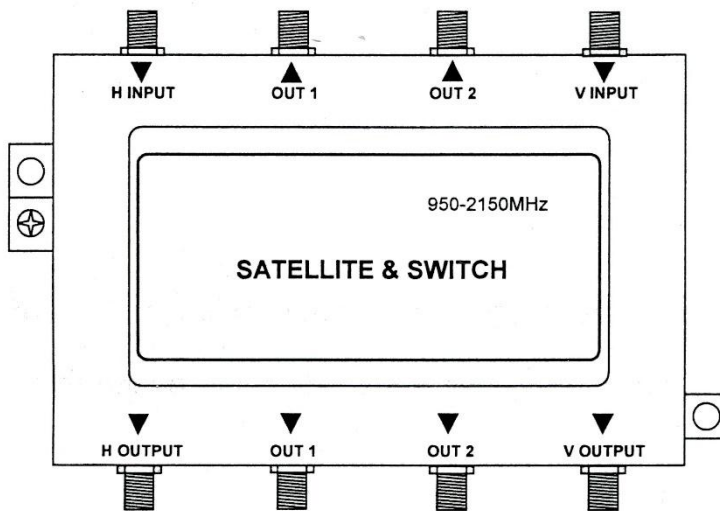 H INPUT OUT 1 OUT 2 V INPUT
950-2150MHz
SATELLITE & SWITCH
H OUTPUT OUT 1 OUT 2 V OUTPUT